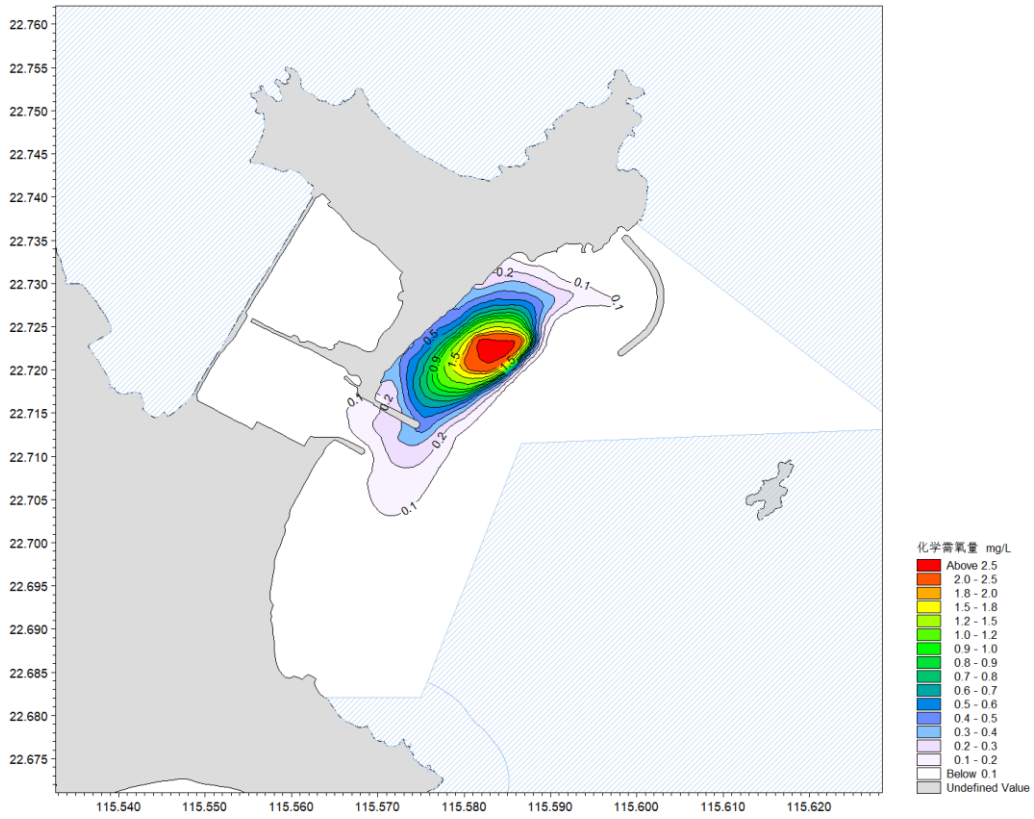 22.760
22.755
22.750
22.745
22.740
22.735
22.730
22.725
22.720
22.715
22.710
22.705
22.700
22.695
22.690
22.685
22.680
22.675
0.2
0.1
0.1
0.5
0.9
1.5
1.5
0.1
0.2
0.2
0.1
115.540 115.550 115.560 115.570 115.580 115.590 115.600 115.610 115.620
化学需氧量 mg/L
Above 2.5
2.0 - 2.5
1.8 - 2.0
1.5 - 1.8
1.2 - 1.5
1.0 - 1.2
0.9 - 1.0
0.8 - 0.9
0.7 - 0.8
0.6 - 0.7
0.5 - 0.6
0.4 - 0.5
0.3 - 0.4
0.2 - 0.3
0.1 - 0.2
Below 0.1
Undefined Value